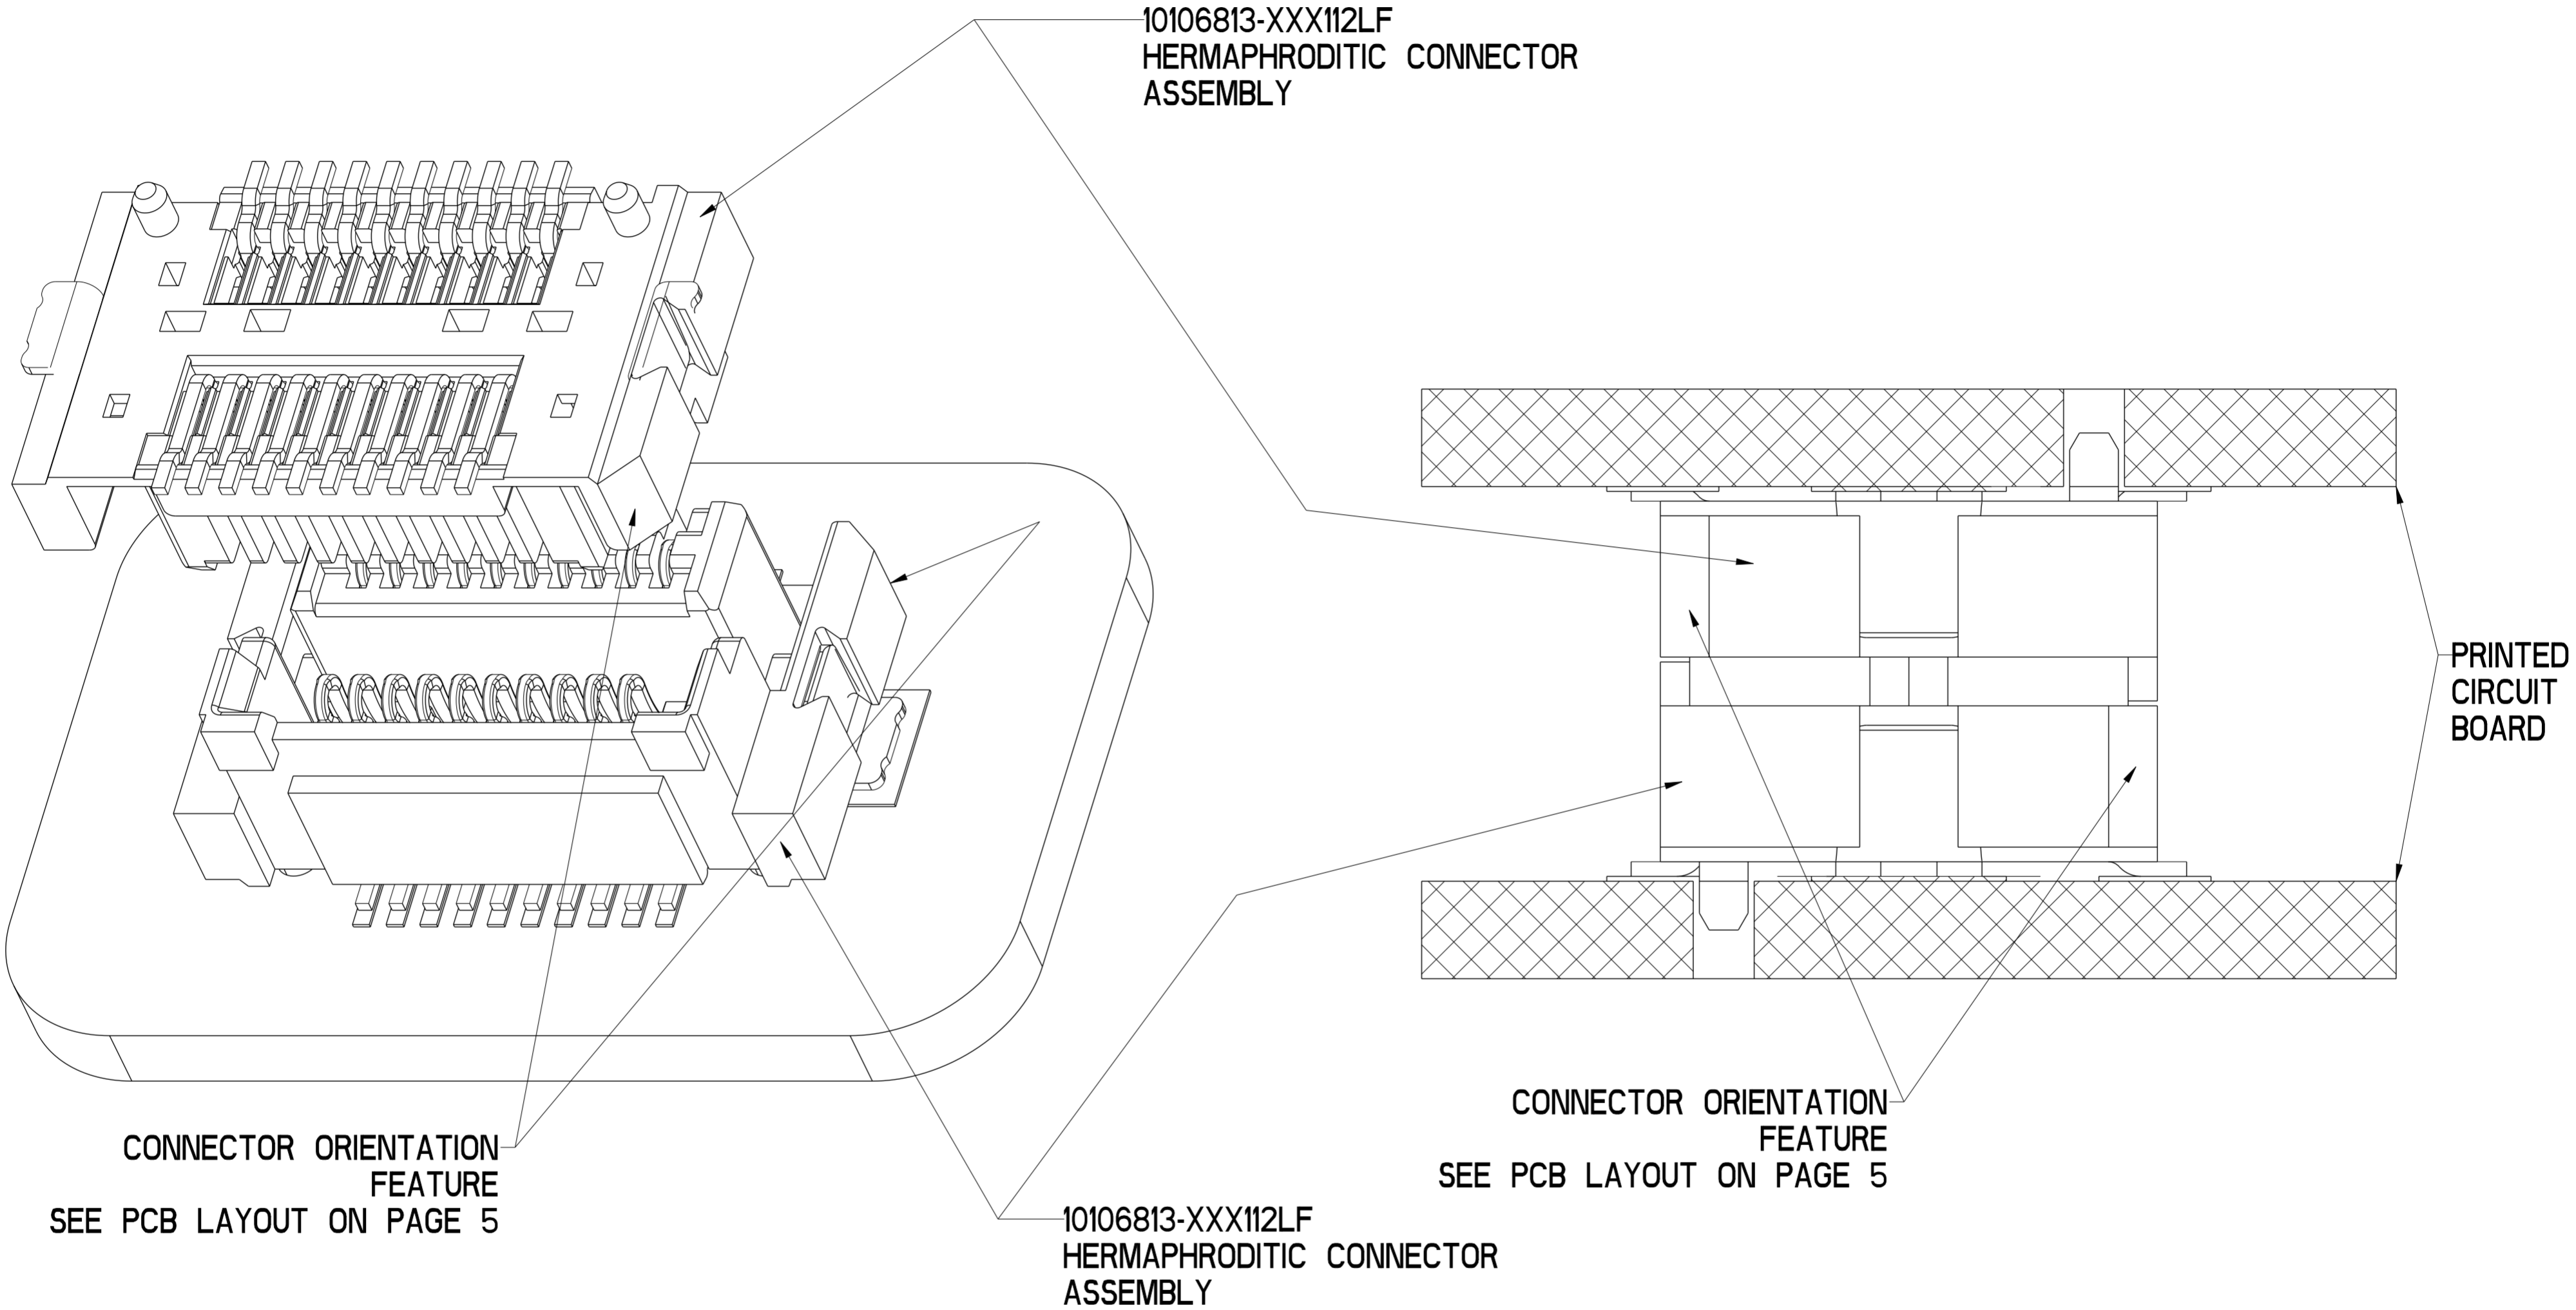 10106813-XXX112LF
HERMAPHRODITIC CONNECTOR
ASSEMBLY
PRINTED
CIRCUIT
BOARD
CONNECTOR ORIENTATION
FEATURE
SEE PCB LAYOUT ON PAGE 5
CONNECTOR ORIENTATION
FEATURE
SEE PCB LAYOUT ON PAGE 5
10106813-XXX112LF
HERMAPHRODITIC CONNECTOR
ASSEMBLY